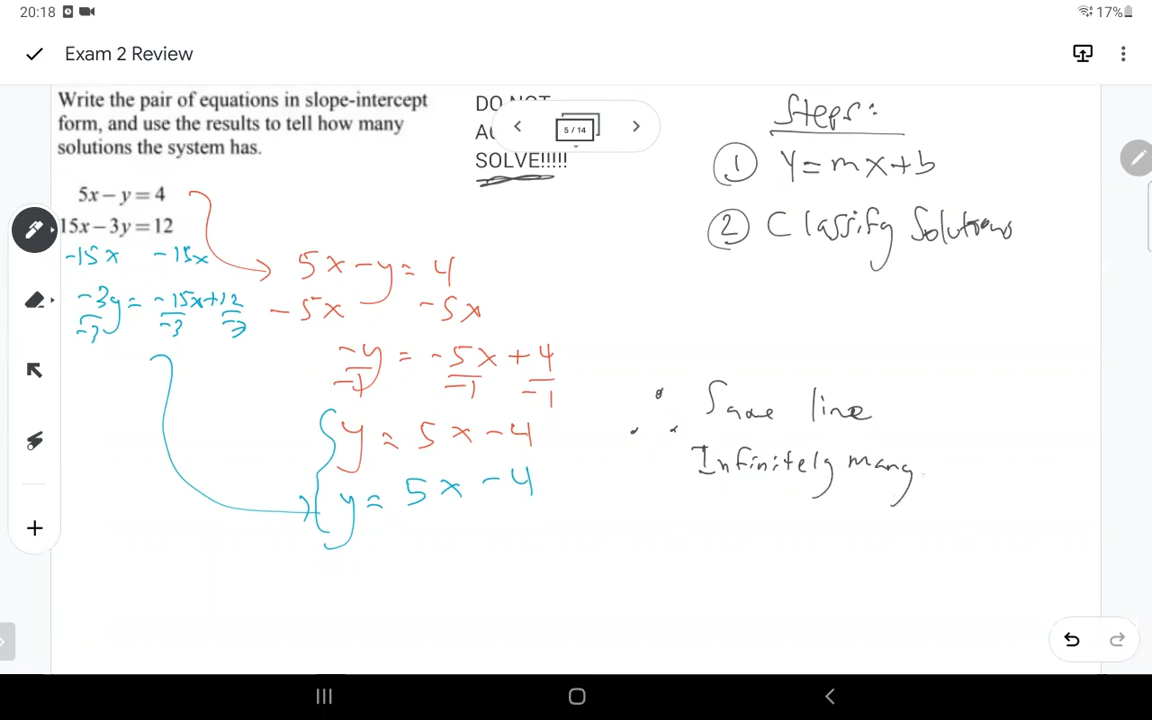 20:18
17%
Exam 2 Review
Write the pair of equations in slope-intercept
form, and use the results to tell how many
solutions the system has.
5x − y = 4
15x − 3y = 12
-15x -15x
-3y = -15x+12
-3 -3 -3
DO NOT
SOLVE!!!!!
5 / 14
5x - y = 4
-5x -5x
-y = -5x + 4
-1 -1 -1
y = 5x - 4
y = 5x - 4
Steps:
① Y=mx+b
② Classify Solutions
∴ Same line
Infinitely many